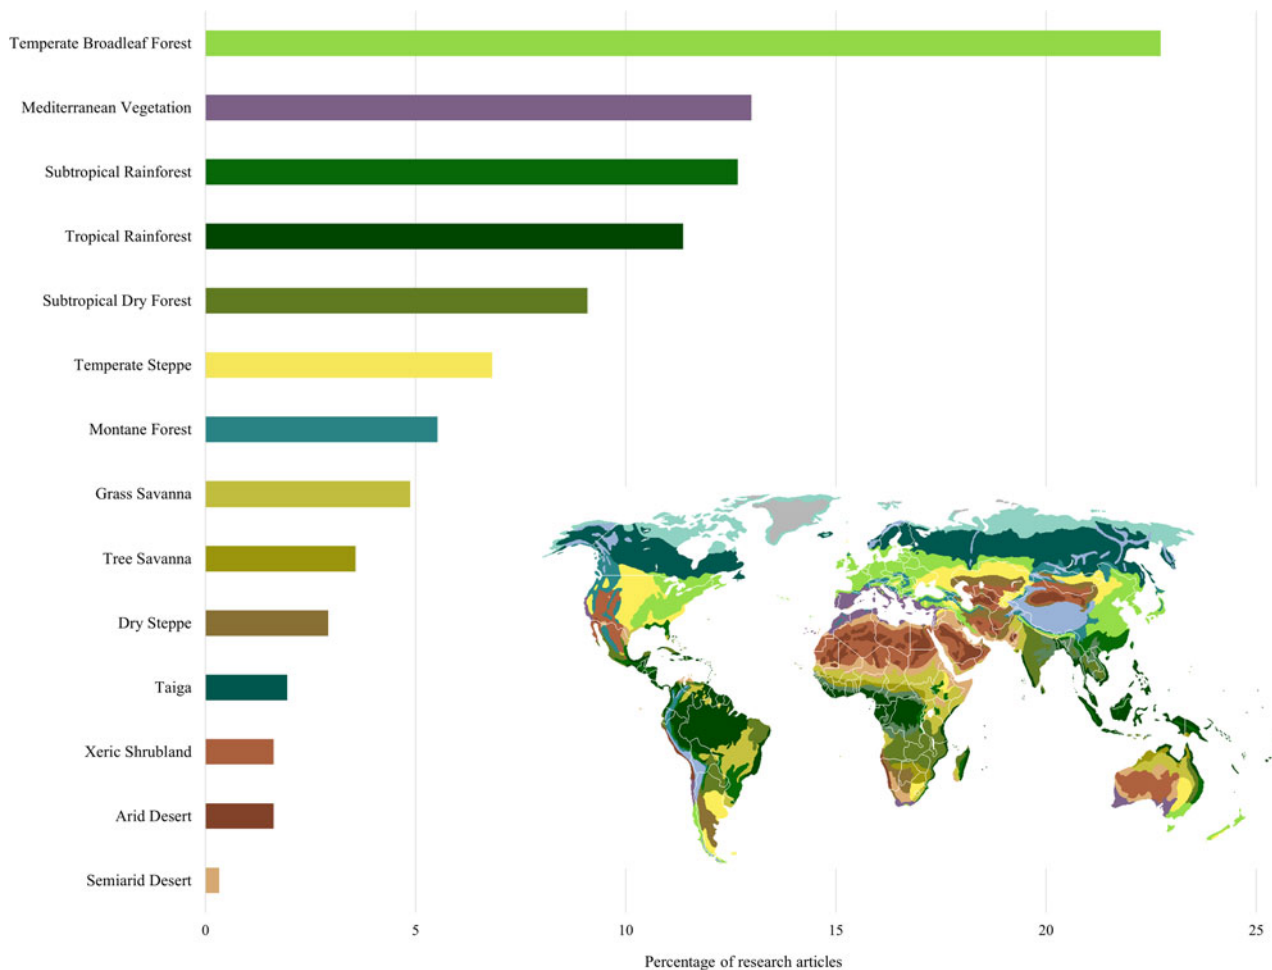 Temperate Broadleaf Forest
Mediterranean Vegetation
Subtropical Rainforest
Tropical Rainforest
Subtropical Dry Forest
Temperate Steppe
Montane Forest
Grass Savanna
Tree Savanna
Dry Steppe
Taiga
Xeric Shrubland
Arid Desert
Semiarid Desert
0 5 10 15 20 25
Percentage of research articles